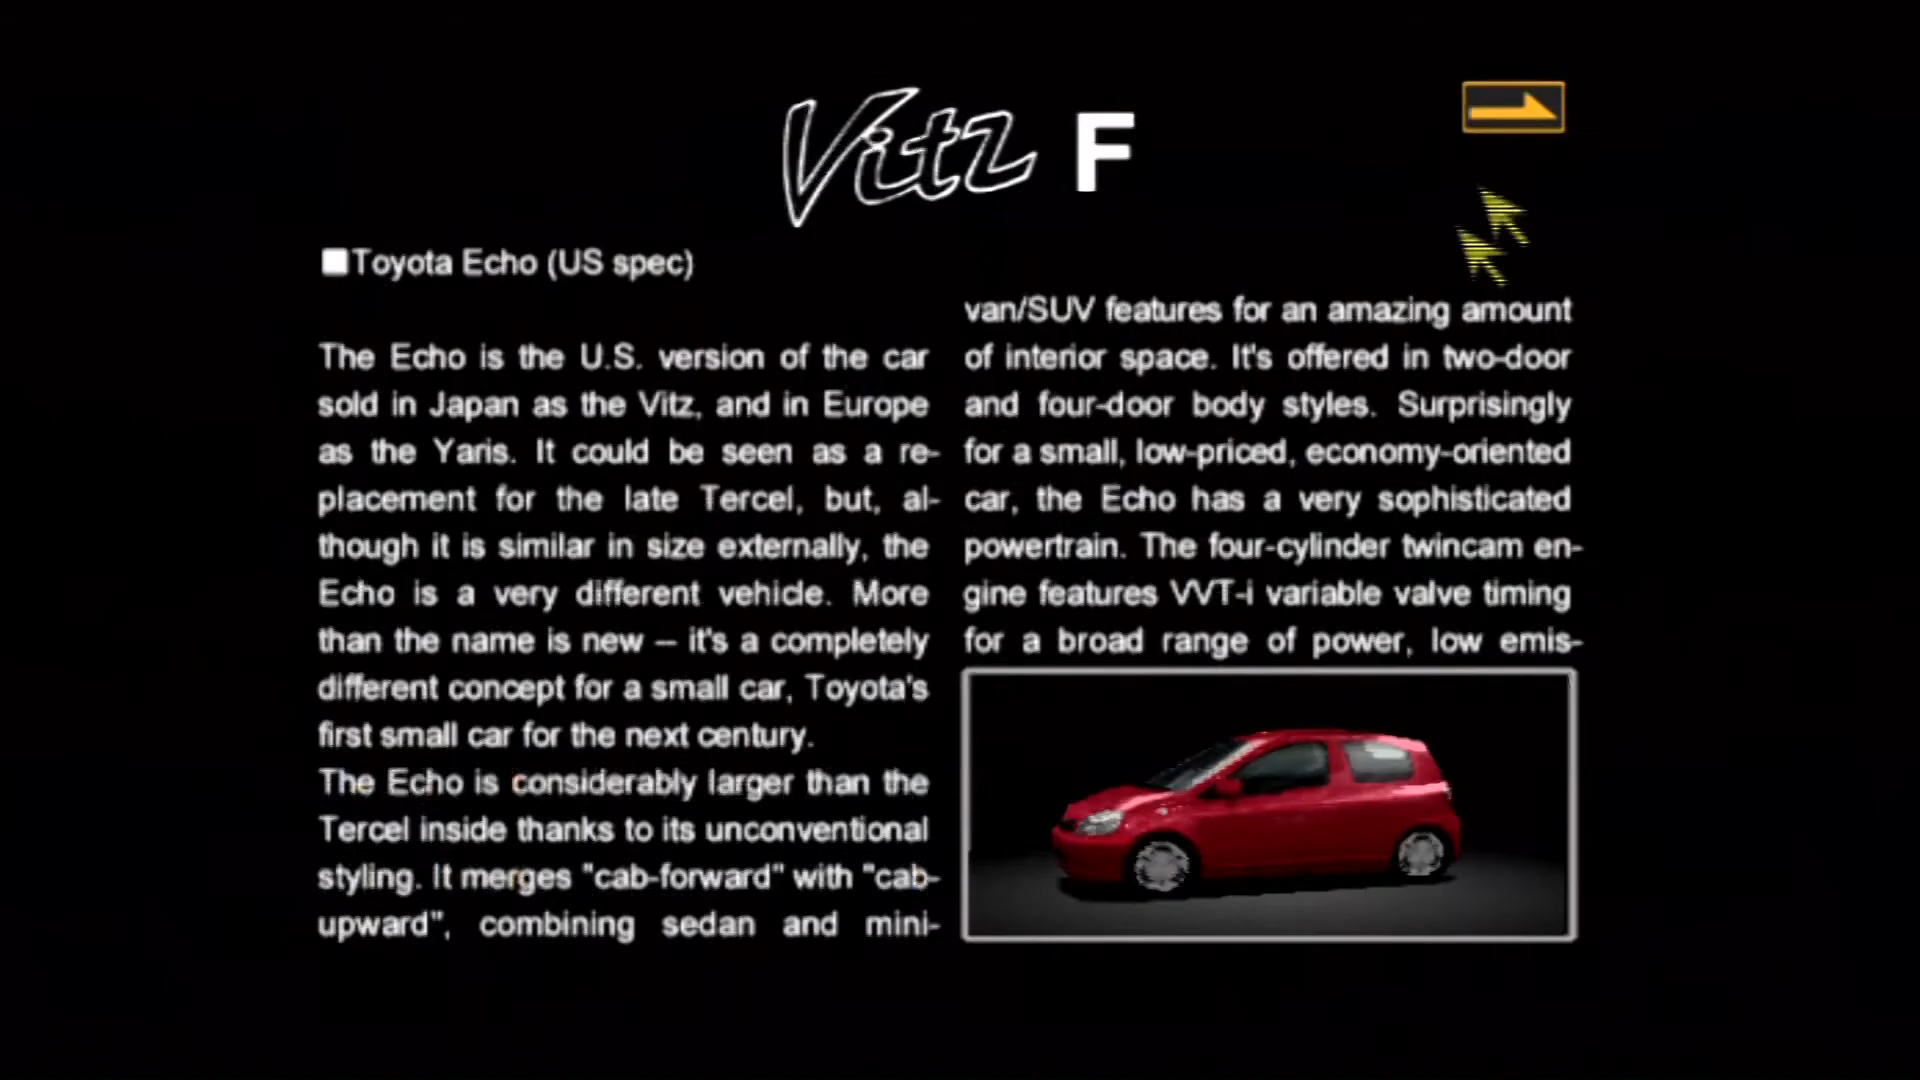 Vitz F
■Toyota Echo (US spec)
The Echo is the U.S. version of the car
sold in Japan as the Vitz, and in Europe
as the Yaris. It could be seen as a re-
placement for the late Tercel, but, al-
though it is similar in size externally, the
Echo is a very different vehicle. More
than the name is new -- it's a completely
different concept for a small car, Toyota's
first small car for the next century.
The Echo is considerably larger than the
Tercel inside thanks to its unconventional
styling. It merges "cab-forward" with "cab-
upward", combining sedan and mini-
van/SUV features for an amazing amount
of interior space. It's offered in two-door
and four-door body styles. Surprisingly
for a small, low-priced, economy-oriented
car, the Echo has a very sophisticated
powertrain. The four-cylinder twincam en-
gine features VVT-i variable valve timing
for a broad range of power, low emis-